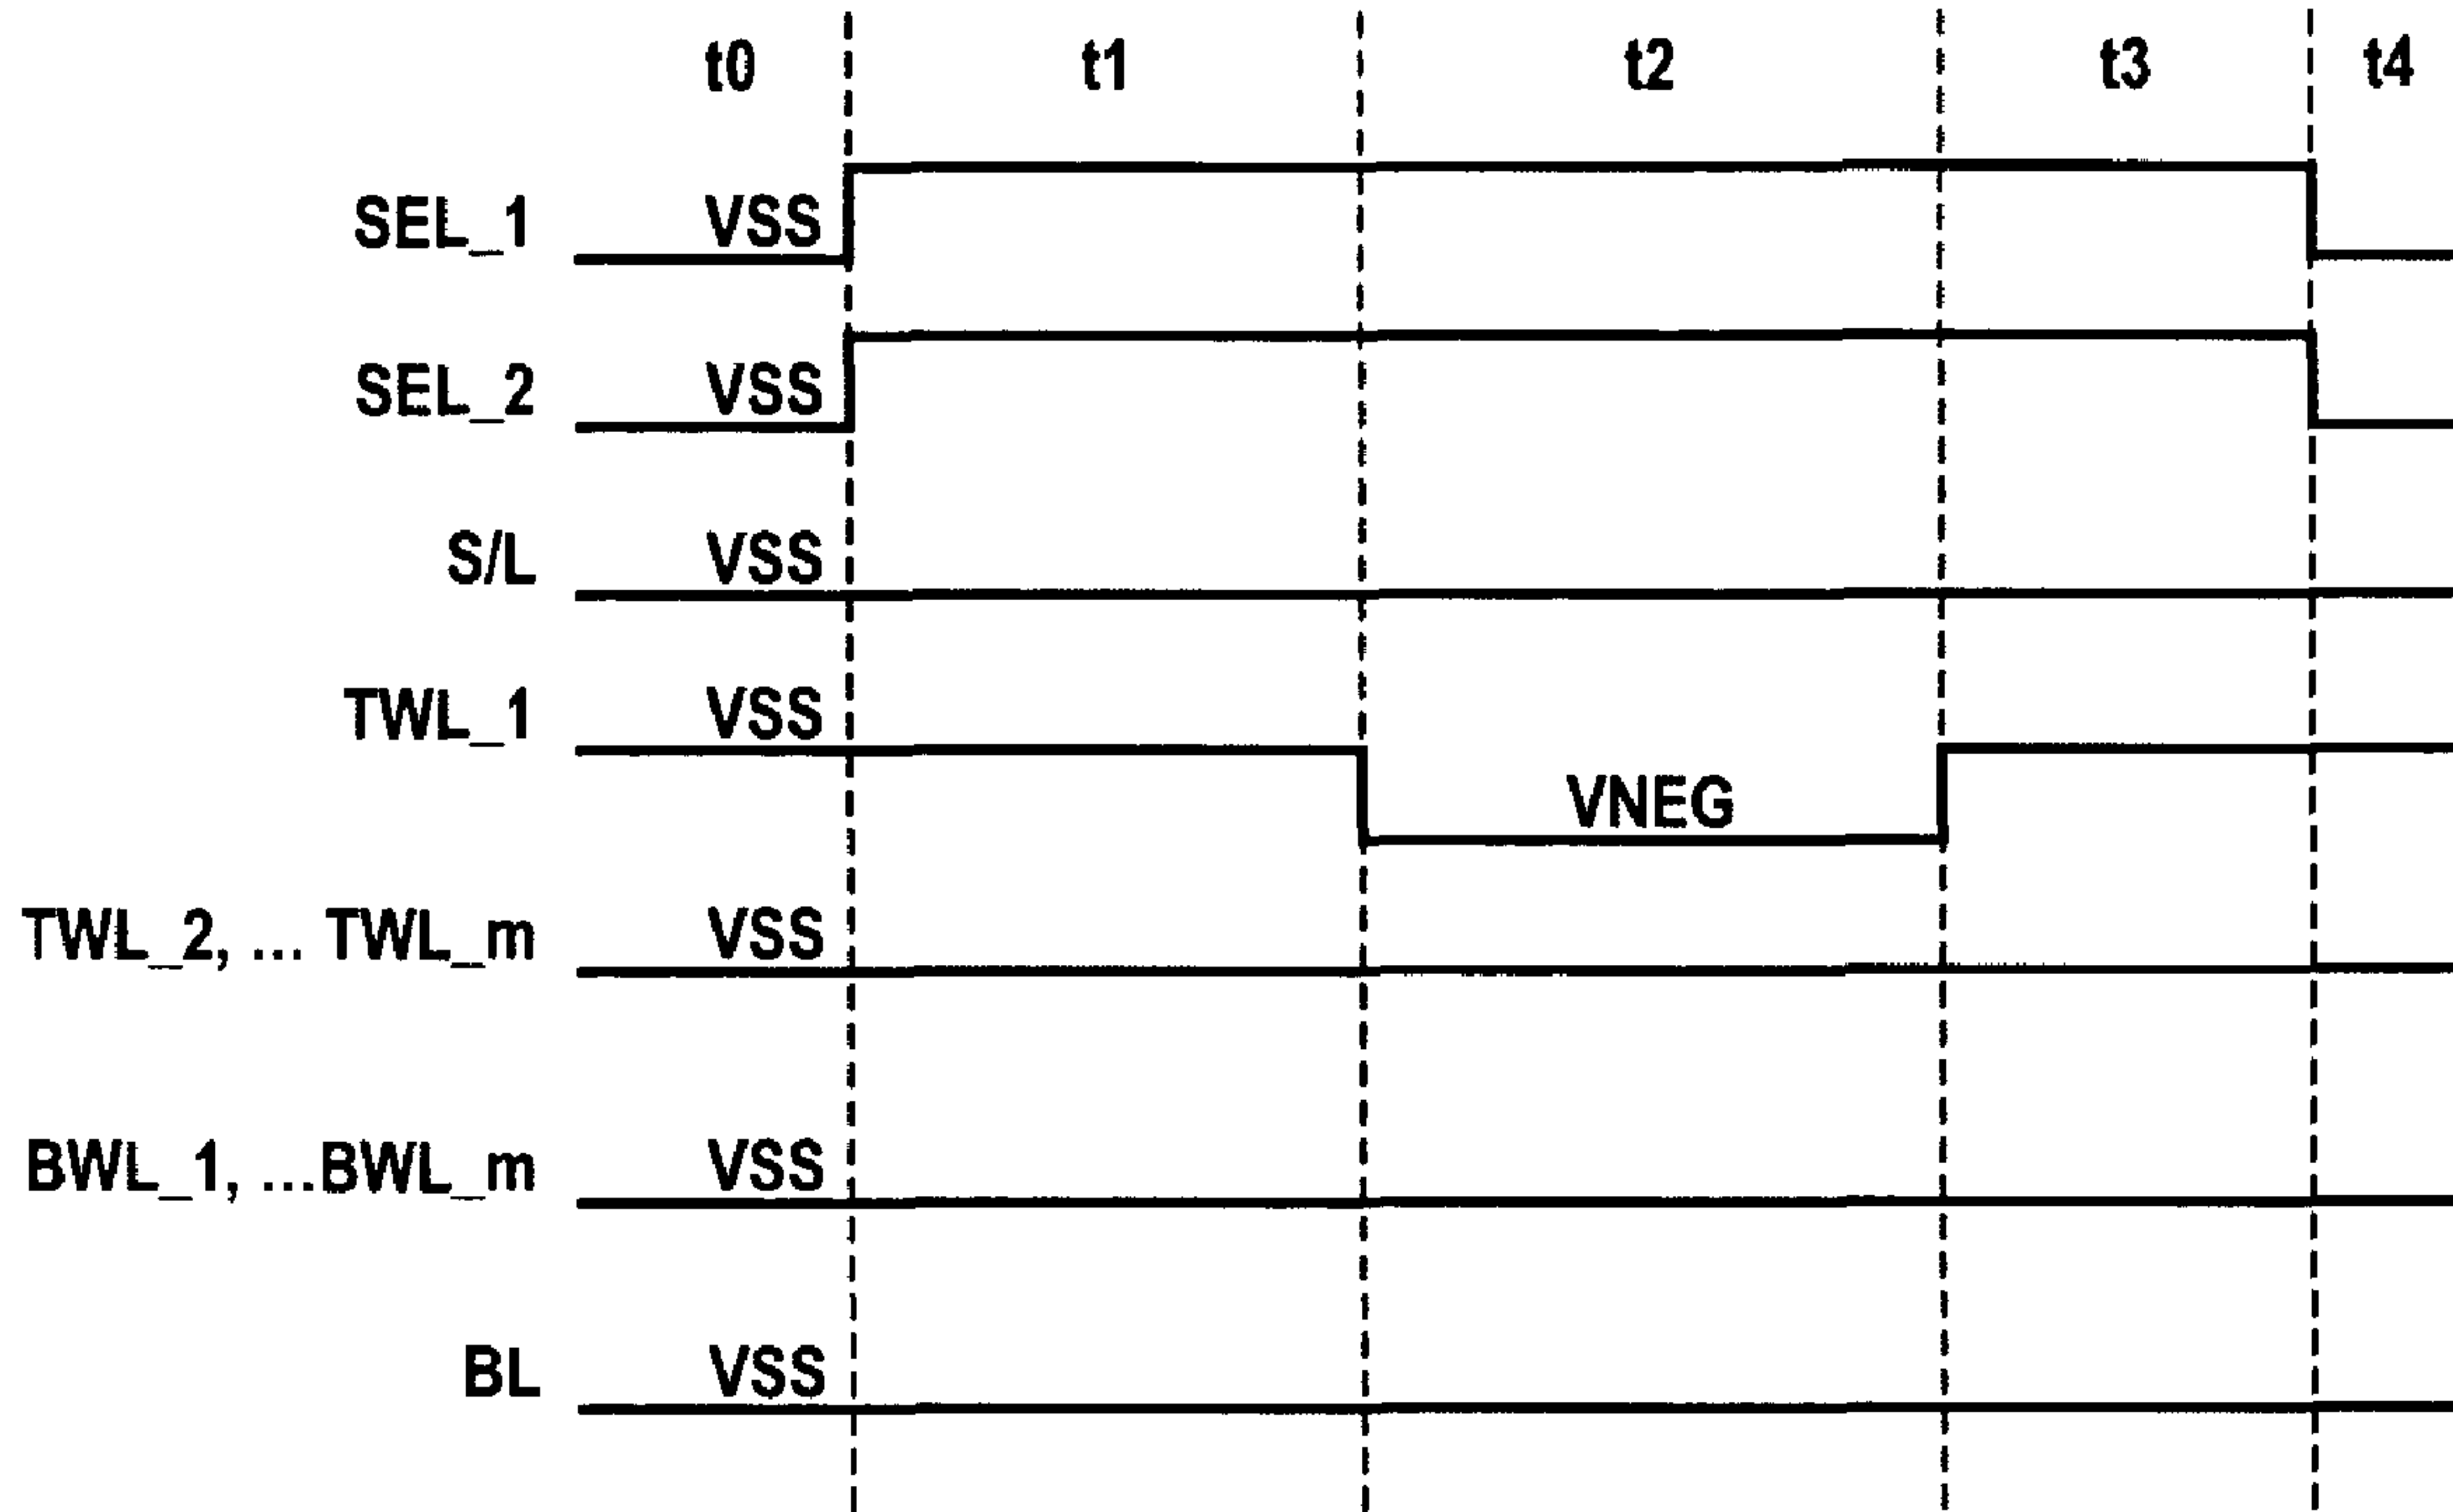 t0 t1 t2 t3 t4
SEL_1 VSS
SEL_2 VSS
S/L VSS
TWL_1 VSS
VNEG
TWL_2, ... TWL_m VSS
BWL_1, ...BWL_m VSS
BL VSS